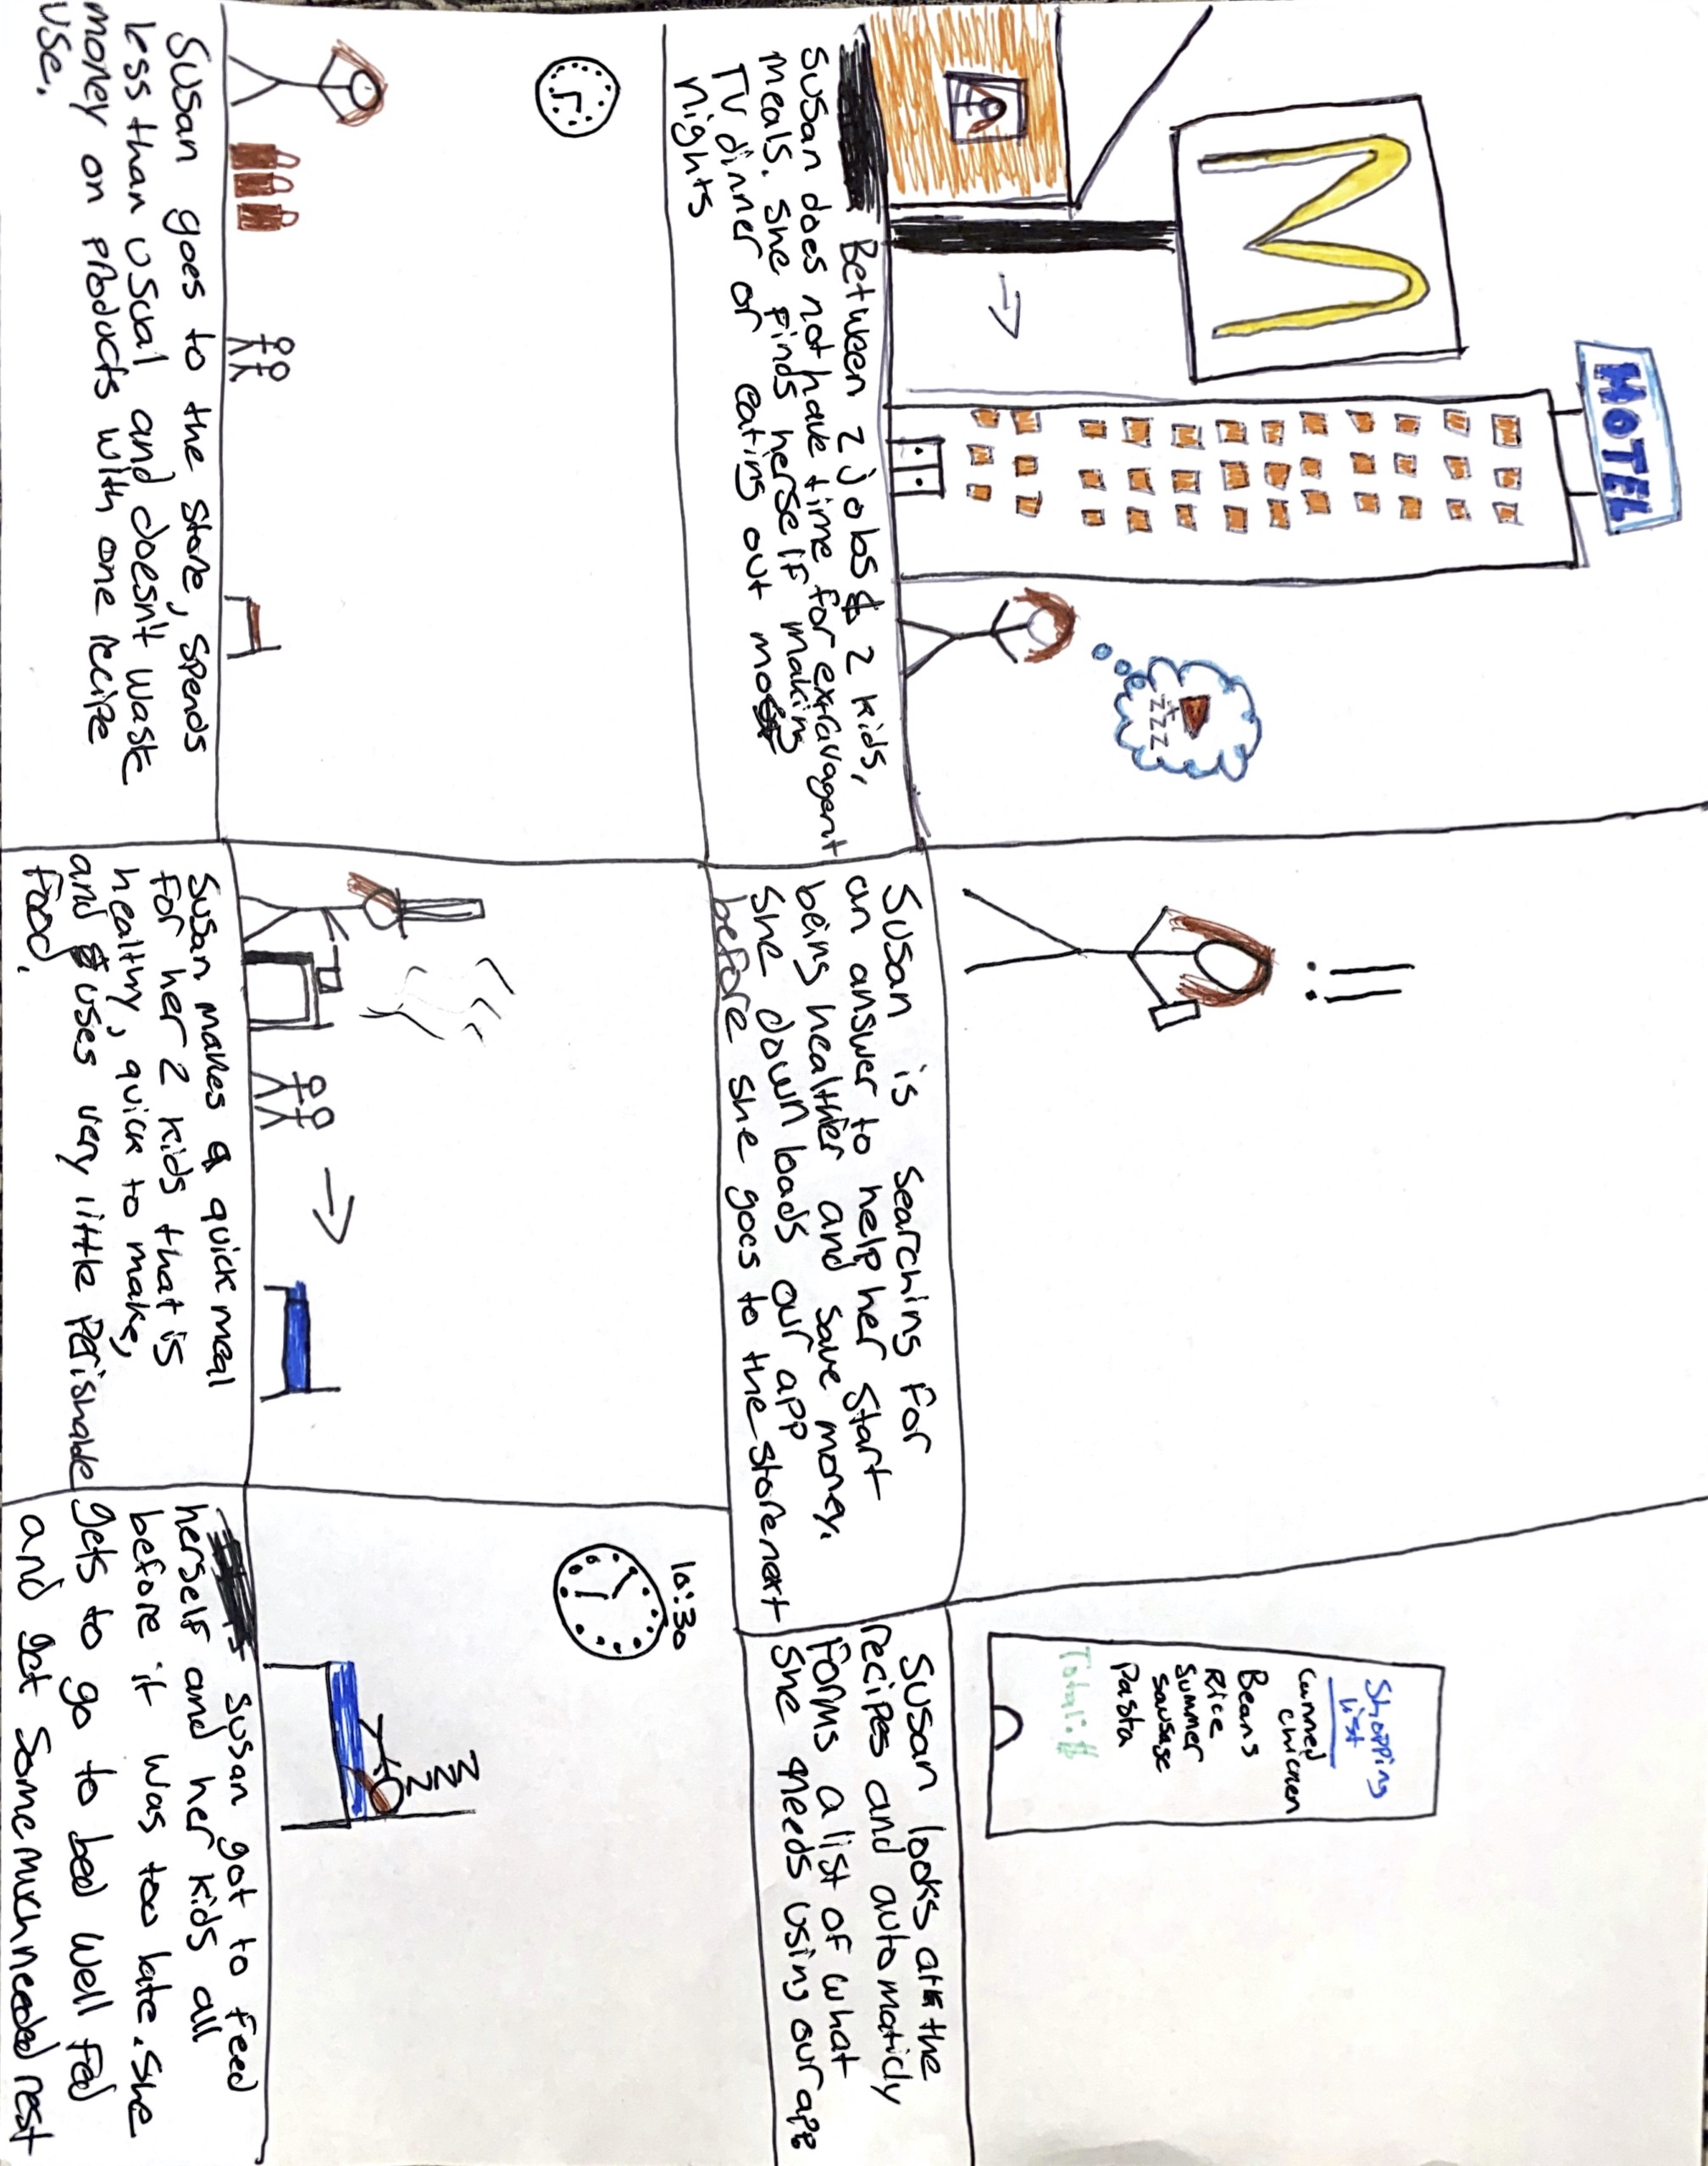 M
HOTEL
zzz
Between 2 jobs & 2 kids,
Susan does not have time for extravagent
meals. She finds herself making
TV dinner or eating out most
nights
!!
Susan is searching for
an answer to help her start
being healthier and save money.
She down loads our app
before she goes to the store next
Shopping
list
Canned
chicken
Beans
Rice
Summer
sausage
Pasta
Total: $
Susan looks at the
recipes and automaticly
forms a list of what
she needs using our app
Susan goes to the store, spends
less than usual and doesn't waste
money on products with one recipe
use.
Susan makes a quick meal
for her 2 kids that is
healthy, quick to make,
and uses very little Perishable
food.
10:30
zzz
Susan got to feed
herself and her kids all
before it was too late. She
gets to go to bed well fed
and get some much needed rest